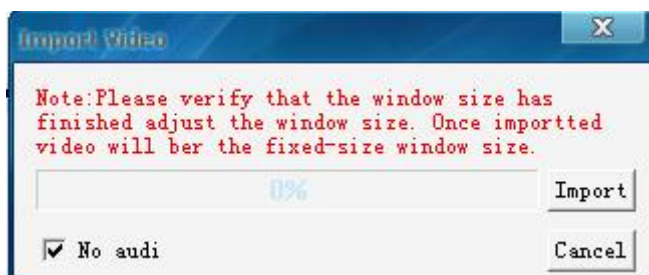 Import Video
Note:Please verify that the window size has
finished adjust the window size. Once importted
video will ber the fixed-size window size.
0%
Import
No audi
Cancel